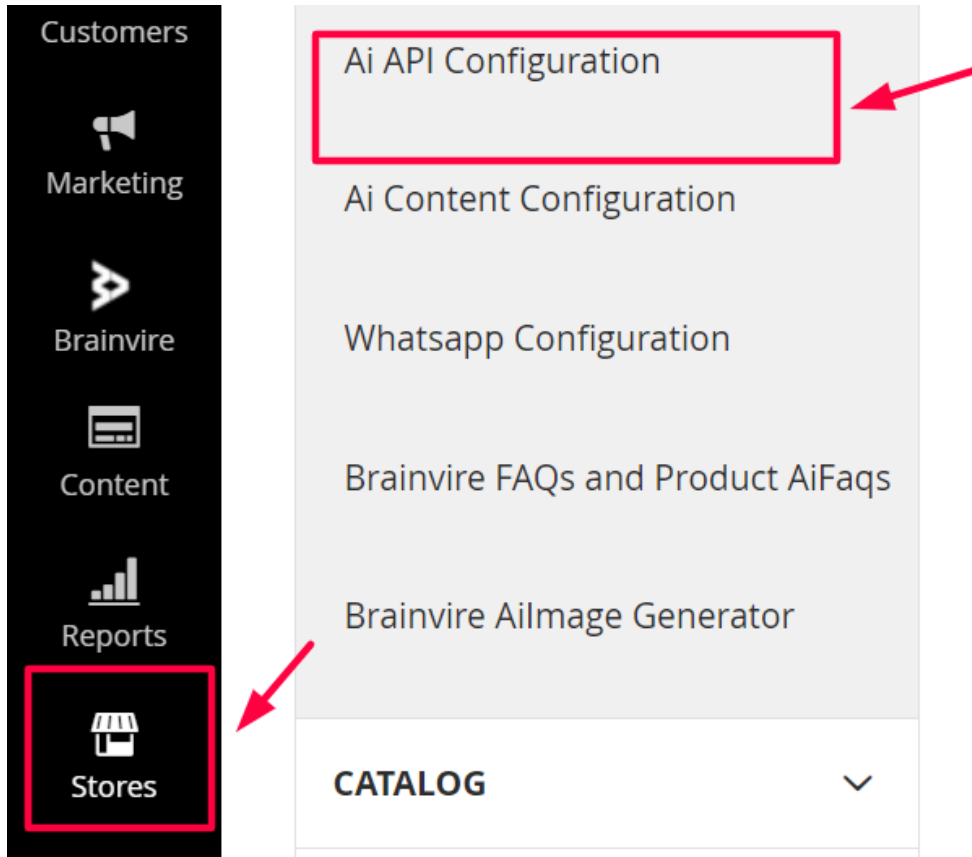 Customers
Marketing
Brainvire
Content
Reports
Stores
Ai API Configuration
Ai Content Configuration
Whatsapp Configuration
Brainvire FAQs and Product AiFaqs
Brainvire AiImage Generator
CATALOG